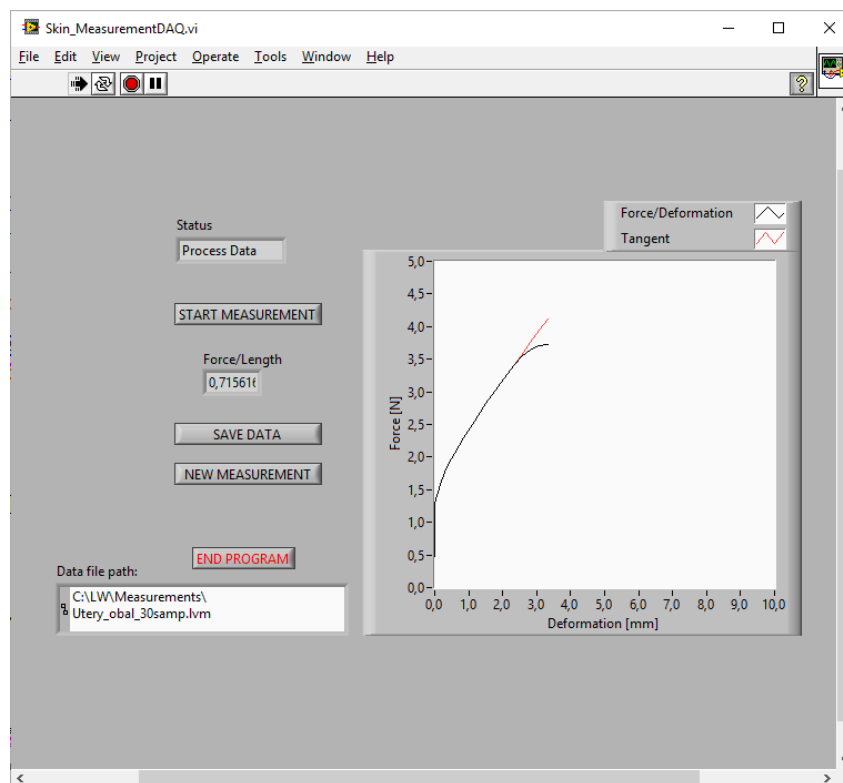 Skin_MeasurementDAQ.vi
File Edit View Project Operate Tools Window Help
?
Force/Deformation
Tangent
Status
Process Data
START MEASUREMENT
Force/Length
0,715616
SAVE DATA
NEW MEASUREMENT
END PROGRAM
Data file path:
C:\LW\Measurements\
Utery_obal_30samp.lvm
5,0
4,5
4,0
3,5
3,0
2,5
2,0
1,5
1,0
0,5
0,0
Force [N]
0,0 1,0 2,0 3,0 4,0 5,0 6,0 7,0 8,0 9,0 10,0
Deformation [mm]